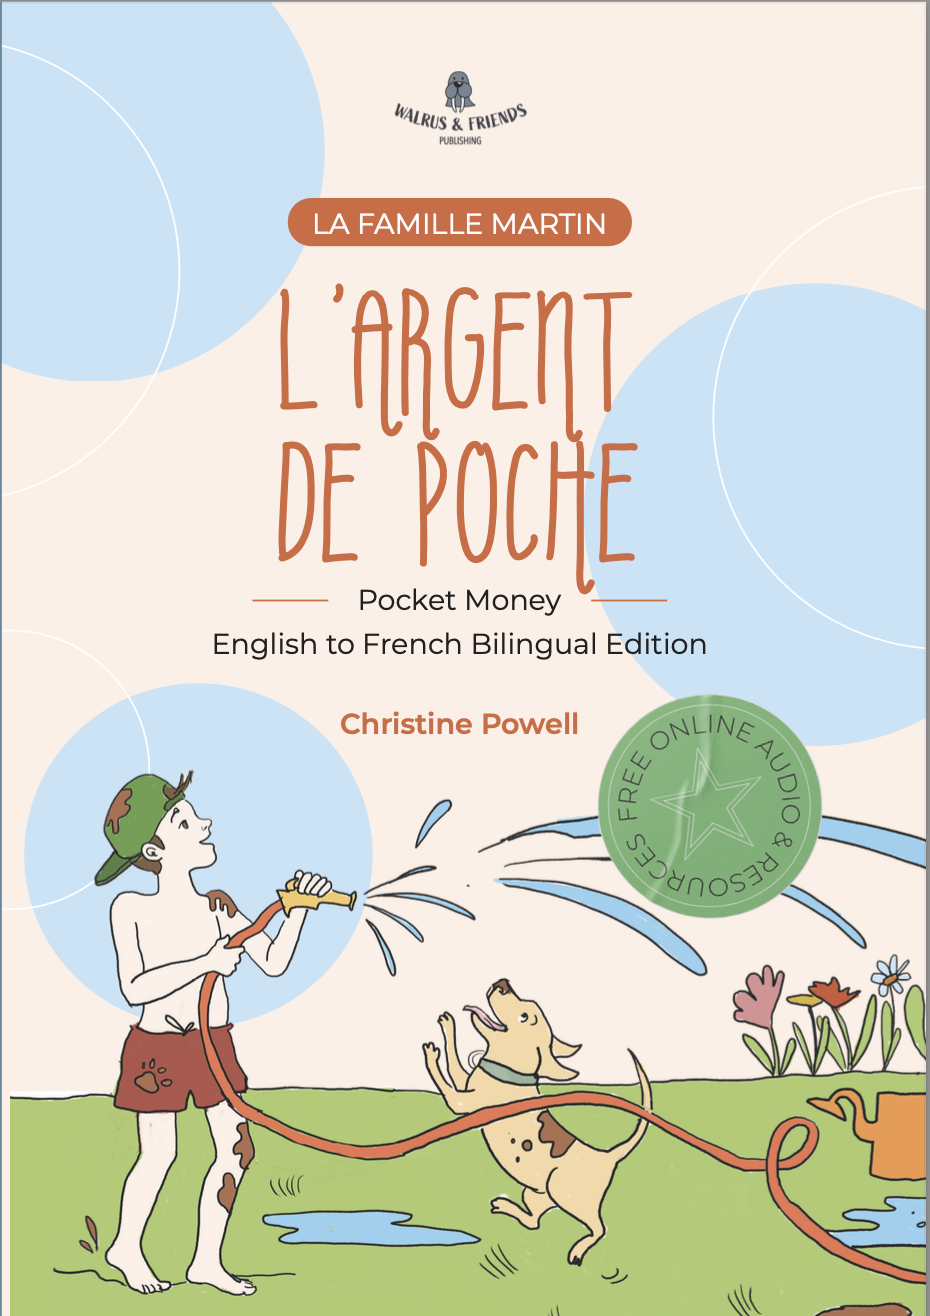 WALRUS & FRIENDS
PUBLISHING
LA FAMILLE MARTIN
L'ARGENT
DE POCHE
Pocket Money
English to French Bilingual Edition
Christine Powell
FREE ONLINE AUDIO & RESOURCES